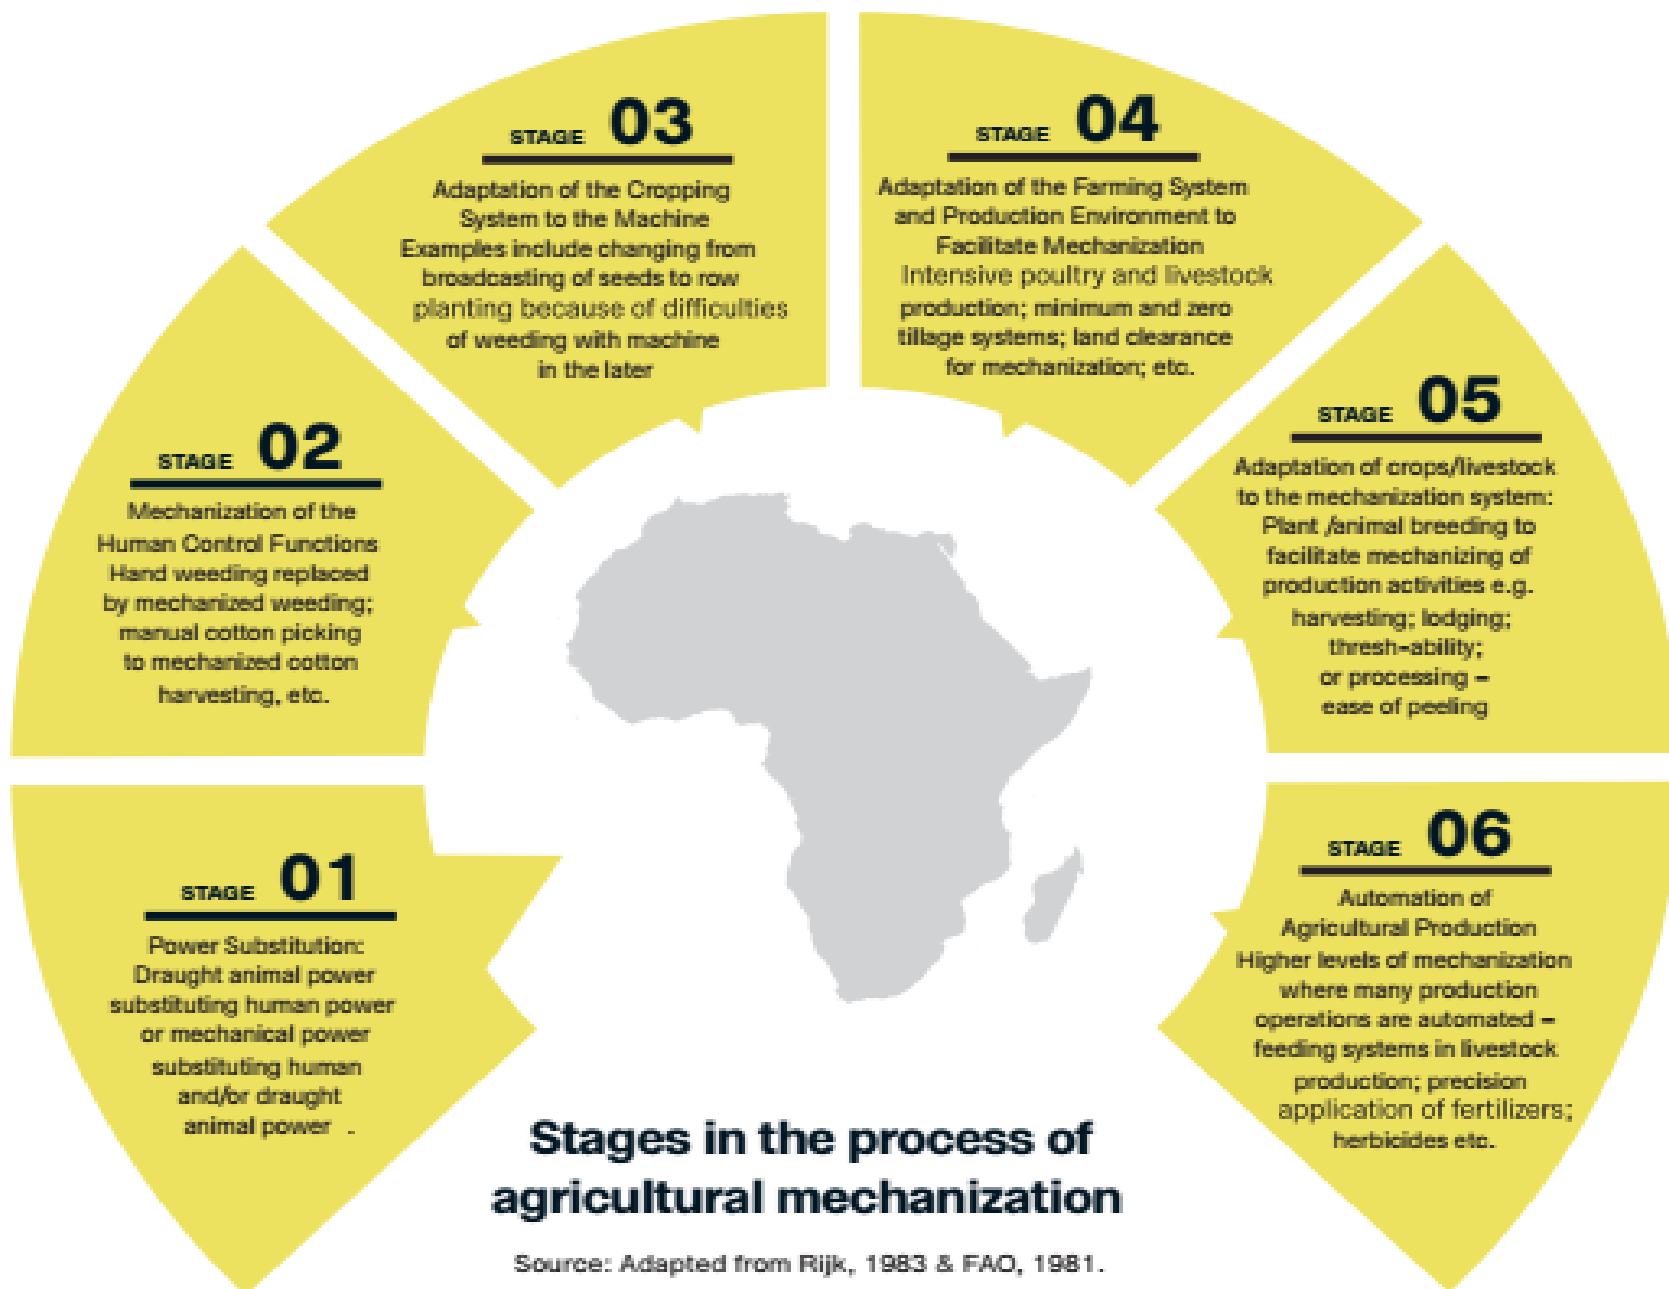 STAGE 01
Power Substitution:
Draught animal power
substituting human power
or mechanical power
substituting human
and/or draught
animal power .
STAGE 02
Mechanization of the
Human Control Functions
Hand weeding replaced
by mechanized weeding;
manual cotton picking
to mechanized cotton
harvesting, etc.
STAGE 03
Adaptation of the Cropping
System to the Machine
Examples include changing from
broadcasting of seeds to row
planting because of difficulties
of weeding with machine
in the later
STAGE 04
Adaptation of the Farming System
and Production Environment to
Facilitate Mechanization
Intensive poultry and livestock
production; minimum and zero
tillage systems; land clearance
for mechanization; etc.
STAGE 05
Adaptation of crops/livestock
to the mechanization system:
Plant /animal breeding to
facilitate mechanizing of
production activities e.g.
harvesting; lodging;
thresh-ability;
or processing –
ease of peeling
STAGE 06
Automation of
Agricultural Production
Higher levels of mechanization
where many production
operations are automated –
feeding systems in livestock
production; precision
application of fertilizers;
herbicides etc.
Stages in the process of
agricultural mechanization
Source: Adapted from Rijk, 1983 & FAO, 1981.